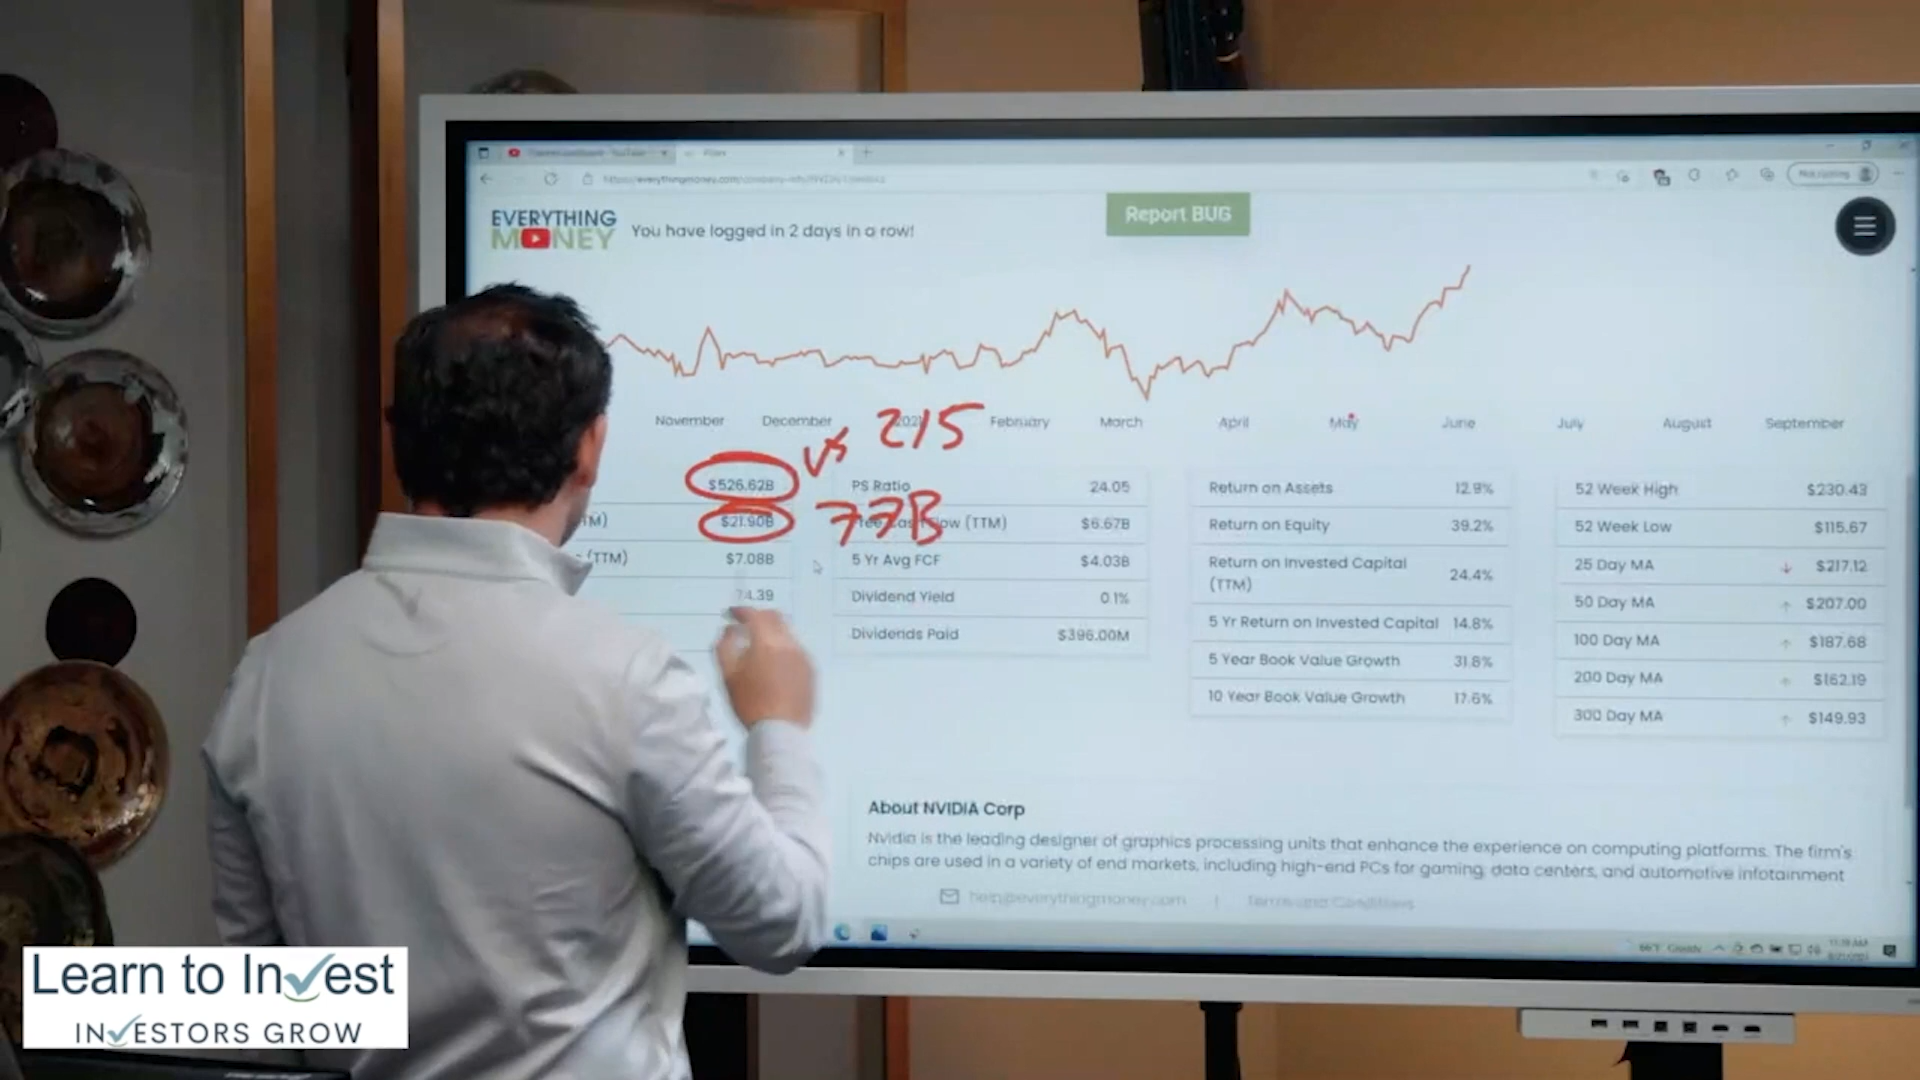 EVERYTHING
MONEY
You have logged in 2 days in a row!
Report BUG
November December February March April May June July August September
vs 215
$526.62B
77B
$21.90B
(TTM) $7.08B
74.39
PS Ratio 24.05
Free Cash Flow (TTM) $6.67B
5 Yr Avg FCF $4.03B
Dividend Yield 0.1%
Dividends Paid $396.00M
Return on Assets 12.9%
Return on Equity 39.2%
Return on Invested Capital
(TTM) 24.4%
5 Yr Return on Invested Capital 14.8%
5 Year Book Value Growth 31.8%
10 Year Book Value Growth 17.6%
52 Week High $230.43
52 Week Low $115.67
25 Day MA $217.12
50 Day MA $207.00
100 Day MA $187.68
200 Day MA $162.19
300 Day MA $149.93
About NVIDIA Corp
Nvidia is the leading designer of graphics processing units that enhance the experience on computing platforms. The firm's
chips are used in a variety of end markets, including high-end PCs for gaming, data centers, and automotive infotainment
help@everythingmoney.com | Terms and Conditions
Learn to Invest
INVESTORS GROW